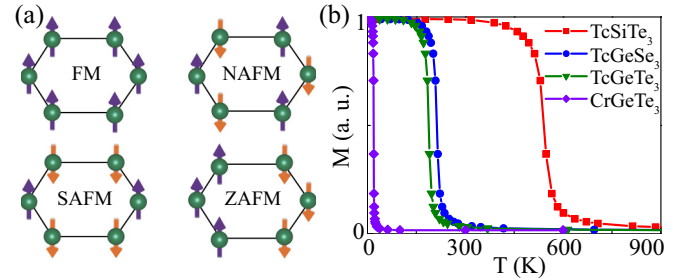 (a)
FM
NAFM
SAFM
ZAFM
(b)
M (a. u.)
1
0
TcSiTe3
TcGeSe3
TcGeTe3
CrGeTe3
0 300 600 900
T (K)